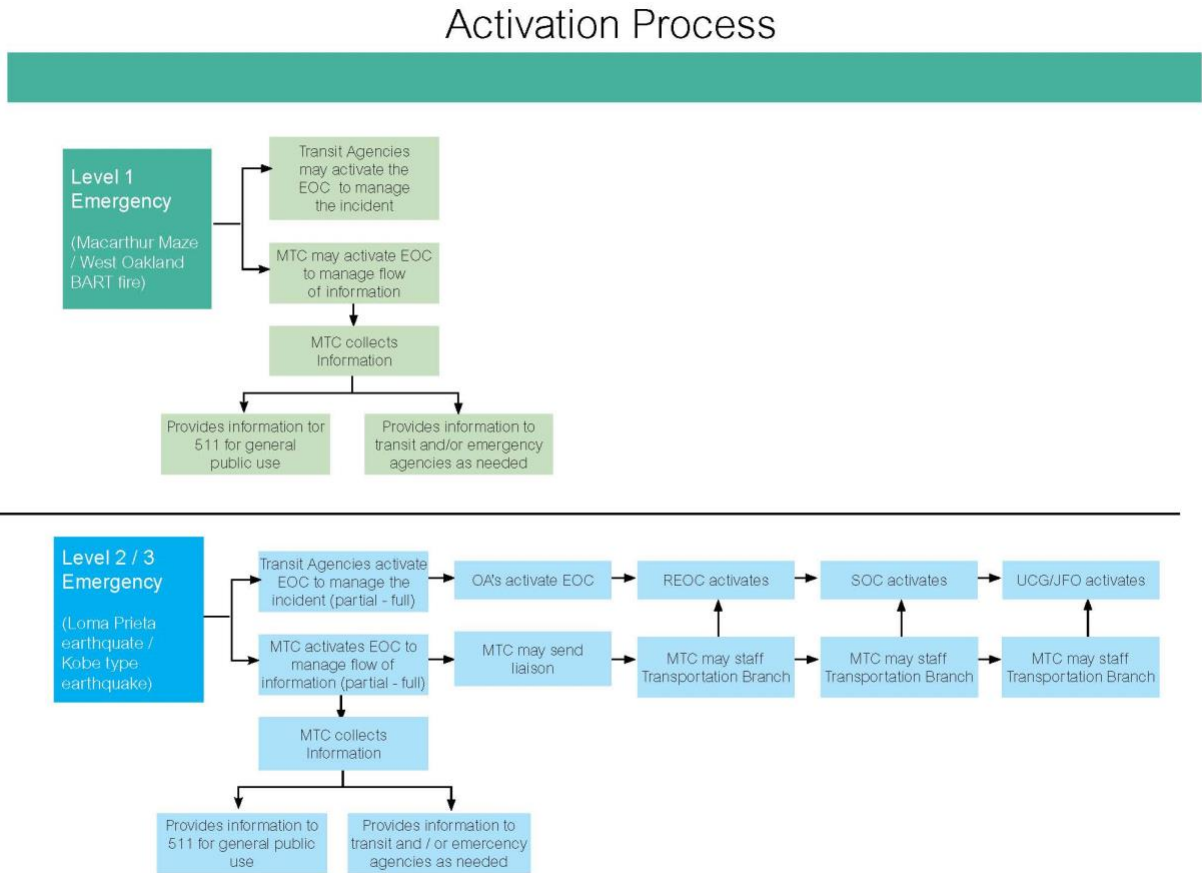 Activation Process
Level 1
Emergency
(Macarthur Maze
/ West Oakland
BART fire)
Transit Agencies
may activate the
EOC to manage
the incident
MTC may activate EOC
to manage flow
of information
MTC collects
Information
Provides information for
511 for general
public use
Provides information to
transit and/or emergency
agencies as needed
Level 2 / 3
Emergency
(Loma Prieta
earthquate /
Kobe type
earthquake)
Transit Agencies activate
EOC to manage the
incident (partial - full)
OA's activate EOC
REOC activates
SOC activates
UCG/JFO activates
MTC activates EOC to
manage flow of
information (partial - full)
MTC may send
liaison
MTC may staff
Transportation Branch
MTC may staff
Transportation Branch
MTC may staff
Transportation Branch
MTC collects
Information
Provides information to
511 for general public
use
Provides information to
transit and / or emercency
agencies as needed